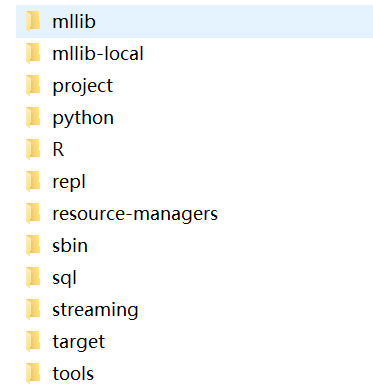 mllib
mllib-local
project
python
R
repl
resource-managers
sbin
sql
streaming
target
tools